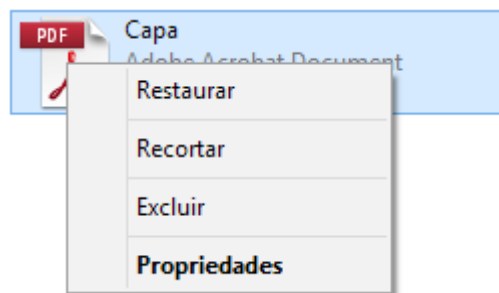 PDF
Capa
Adobe Acrobat Document
Restaurar
Recortar
Excluir
Propriedades